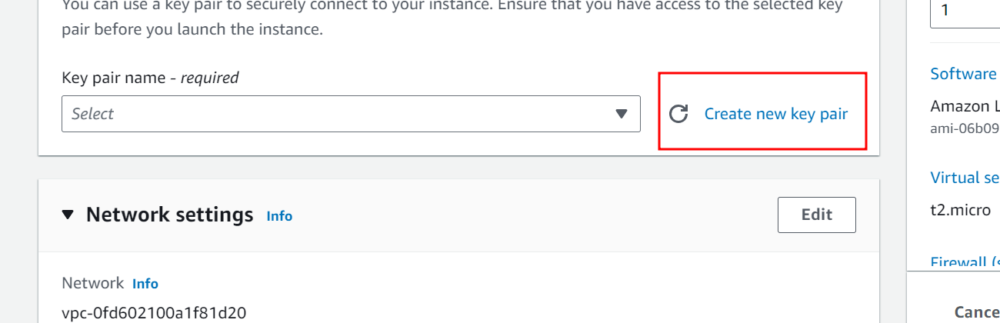 You can use a key pair to securely connect to your instance. Ensure that you have access to the selected key
pair before you launch the instance.
Key pair name - required
Select
Create new key pair
Network settings Info
Edit
Network Info
vpc-0fd602100a1f81d20
1
Software
Amazon L
ami-06b09
Virtual se
t2.micro
Firewall (s
Cance